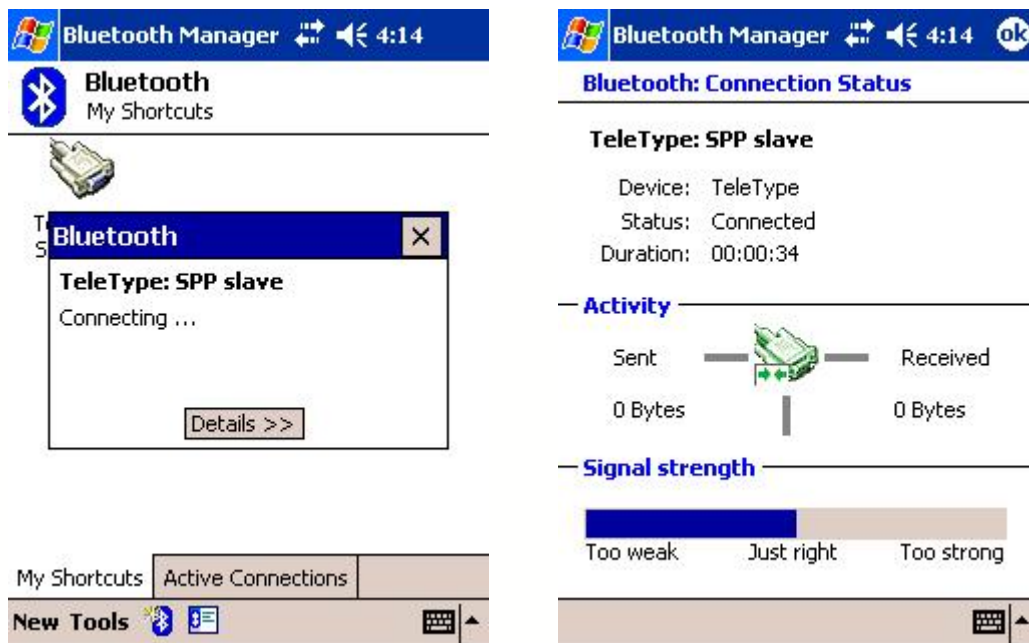 Bluetooth Manager 4:14
Bluetooth
My Shortcuts
T
S
Bluetooth
TeleType: SPP slave
Connecting ...
Details >>
My Shortcuts Active Connections
New Tools
Bluetooth Manager 4:14 ok
Bluetooth: Connection Status
TeleType: SPP slave
Device: TeleType
Status: Connected
Duration: 00:00:34
Activity
Sent Received
0 Bytes 0 Bytes
Signal strength
Too weak Just right Too strong